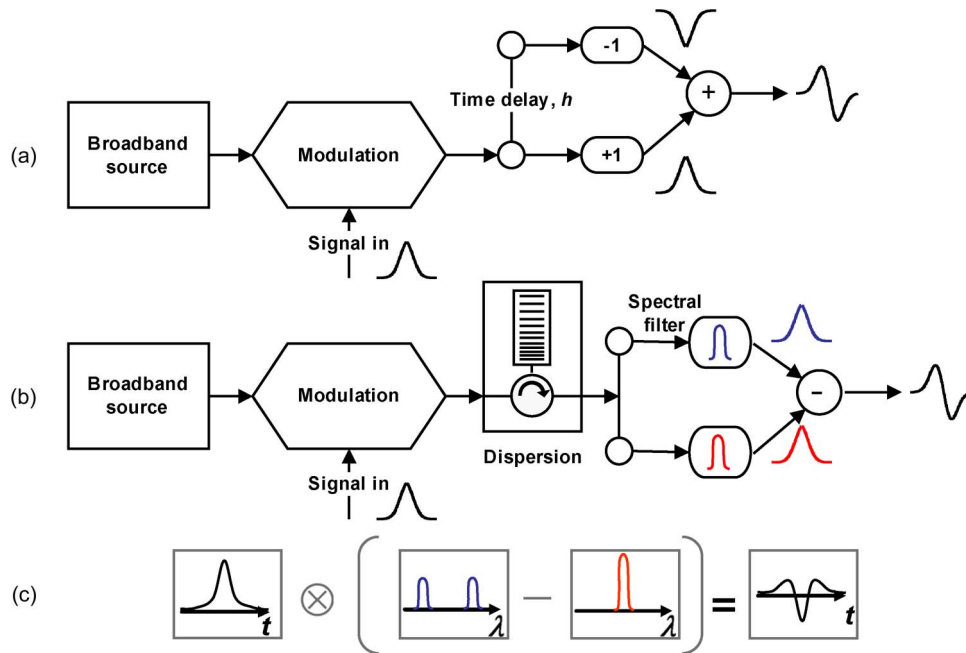 (a)
Broadband
source
Modulation
Signal in
Time delay, h
-1
+1
+
(b)
Broadband
source
Modulation
Signal in
Dispersion
Spectral
filter
-
(c)
t
⊗
λ
—
λ
=
t